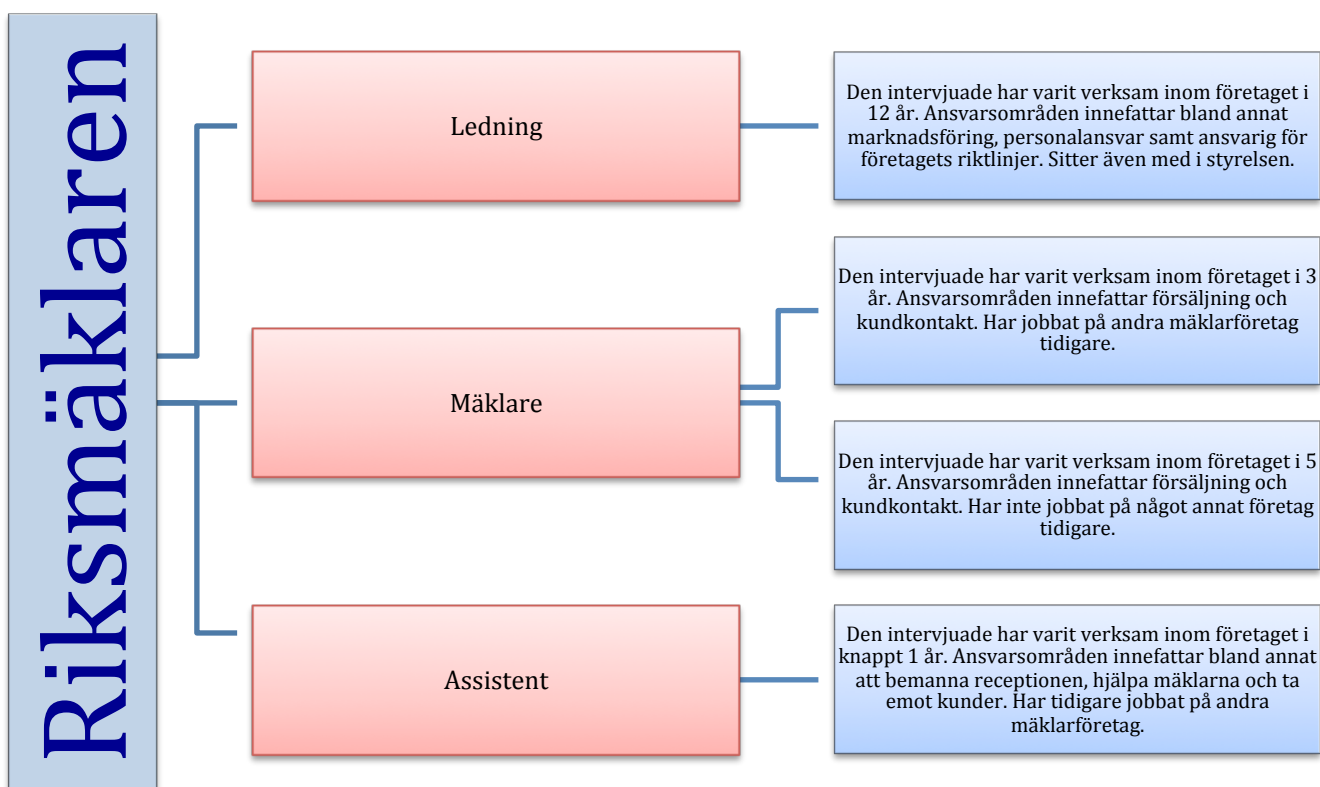 Riksmäklaren
Ledning
Den intervjuade har varit verksam inom företaget i
12 år. Ansvarsområden innefattar bland annat
marknadsföring, personalansvar samt ansvarig för
företagets riktlinjer. Sitter även med i styrelsen.
Mäklare
Den intervjuade har varit verksam inom företaget i 3
år. Ansvarsområden innefattar försäljning och
kundkontakt. Har jobbat på andra mäklarföretag
tidigare.
Den intervjuade har varit verksam inom företaget i 5
år. Ansvarsområden innefattar försäljning och
kundkontakt. Har inte jobbat på något annat företag
tidigare.
Assistent
Den intervjuade har varit verksam inom företaget i
knappt 1 år. Ansvarsområden innefattar bland annat
att bemanna receptionen, hjälpa mäklarna och ta
emot kunder. Har tidigare jobbat på andra
mäklarföretag.